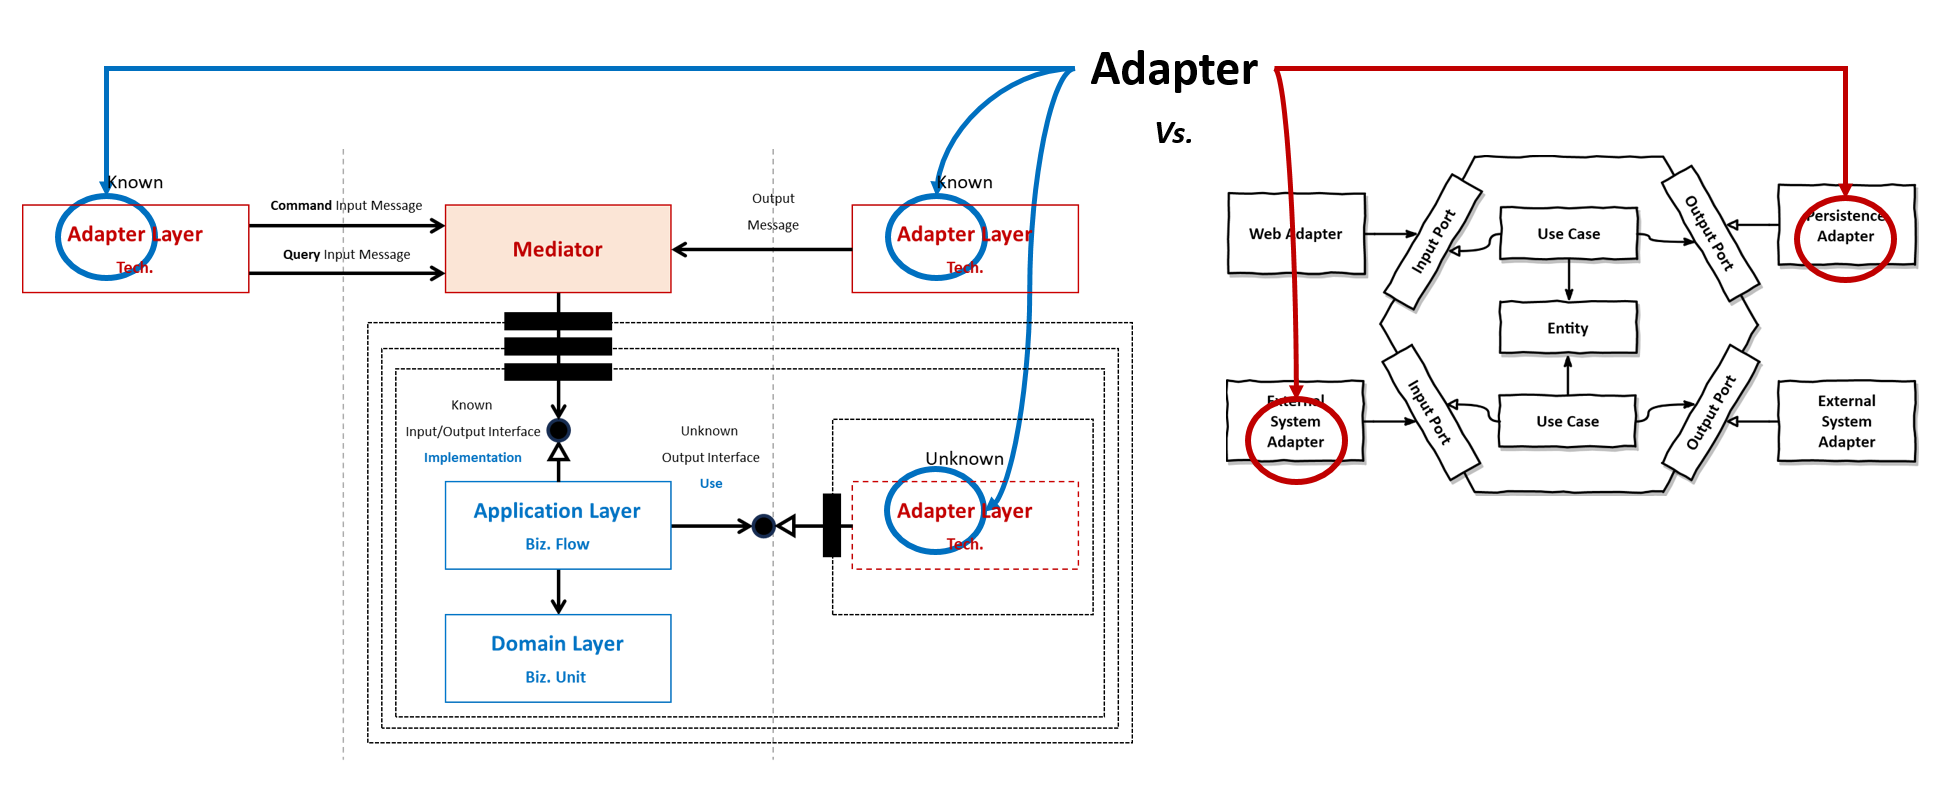 Adapter
Vs.
Known
Adapter Layer
Tech.
Command Input Message
Query Input Message
Mediator
Output
Message
Known
Adapter Layer
Tech.
Known
Input/Output Interface
Implementation
Unknown
Output Interface
Use
Unknown
Adapter Layer
Tech.
Application Layer
Biz. Flow
Domain Layer
Biz. Unit
Web Adapter
Input Port
Use Case
Output Port
Persistence
Adapter
Entity
External
System
Adapter
Input Port
Use Case
Output Port
External
System
Adapter